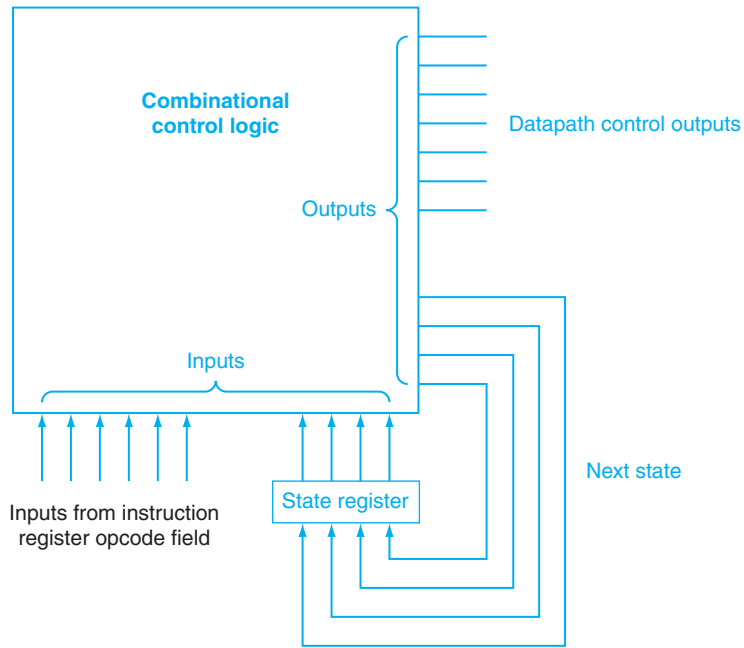 Combinational
control logic
Datapath control outputs
Outputs
Inputs
Next state
State register
Inputs from instruction
register opcode field